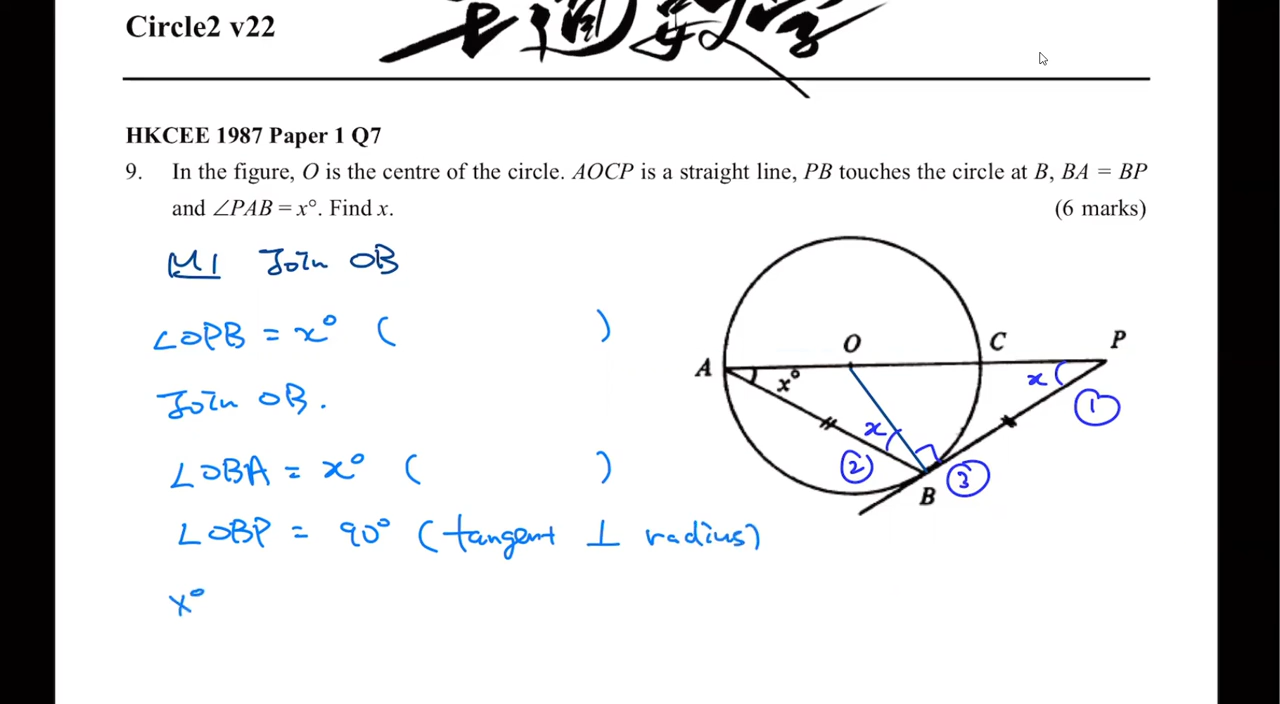 Circle2 v22
HKCEE 1987 Paper 1 Q7
9. In the figure, O is the centre of the circle. AOCP is a straight line, PB touches the circle at B, BA = BP
and ∠PAB = x°. Find x. (6 marks)
M1 Join OB
∠OPB = x° ( )
Join OB.
∠OBA = x° ( )
∠OBP = 90° (tangent ⊥ radius)
x°
O
C
P
A
x°
x
①
x
②
③
B